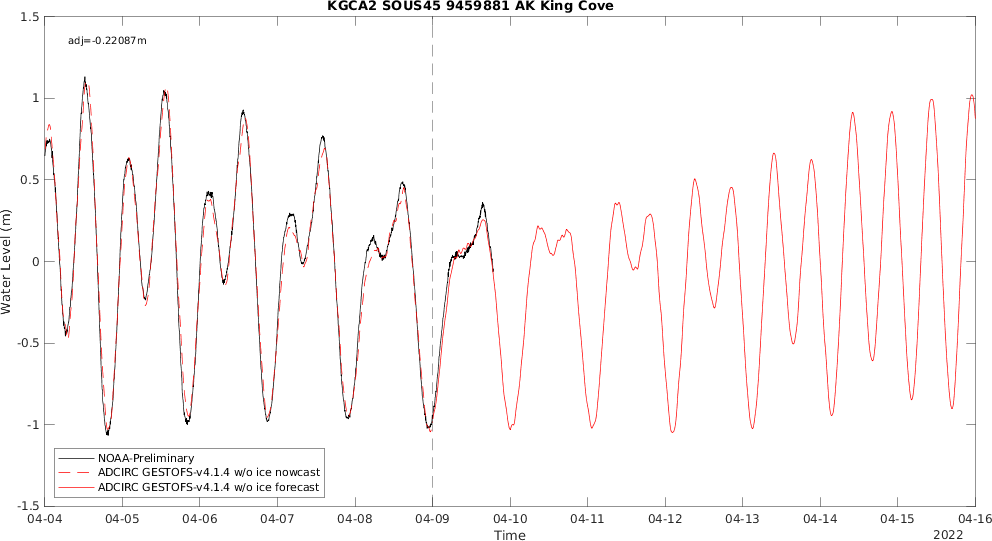 KGCA2 SOUS45 9459881 AK King Cove
adj=-0.22087m
1.5
1
0.5
0
-0.5
-1
-1.5
Water Level (m)
NOAA-Preliminary
ADCIRC GESTOFS-v4.1.4 w/o ice nowcast
ADCIRC GESTOFS-v4.1.4 w/o ice forecast
04-04 04-05 04-06 04-07 04-08 04-09 04-10 04-11 04-12 04-13 04-14 04-15 04-16
Time
2022